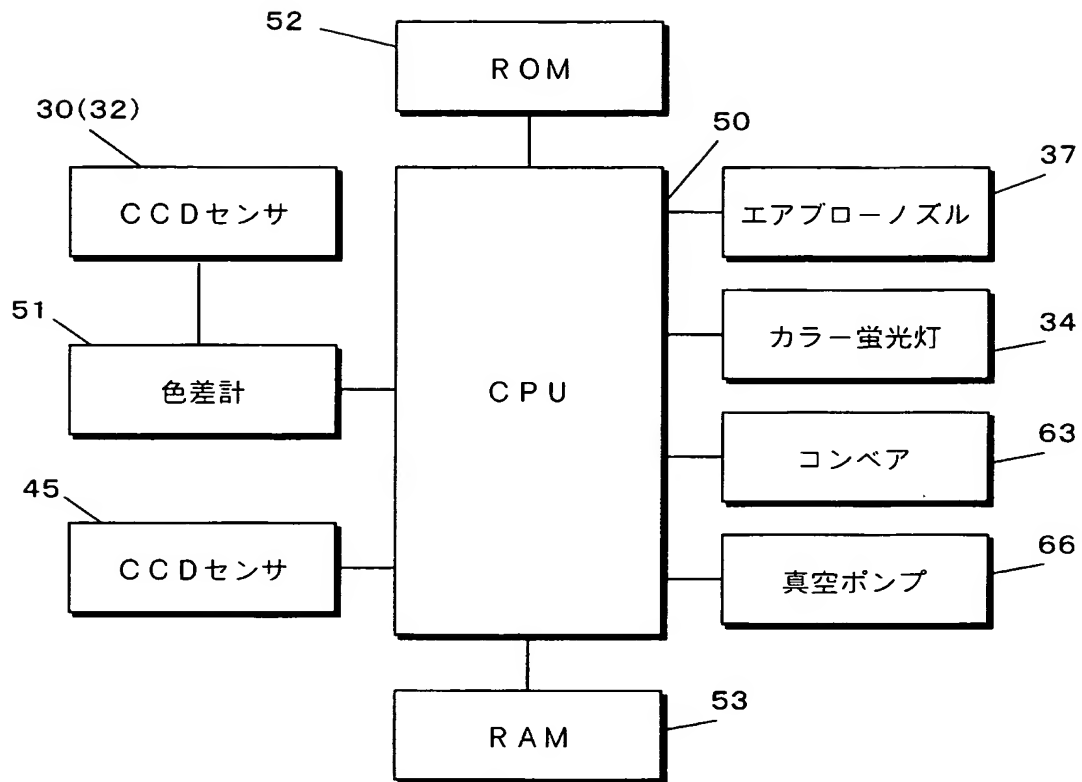 52
ROM
30(32)
CCDセンサ
50
37
エアブローノズル
51
色差計
CPU
カラー蛍光灯
34
コンベア
63
45
CCDセンサ
真空ポンプ
66
RAM
53